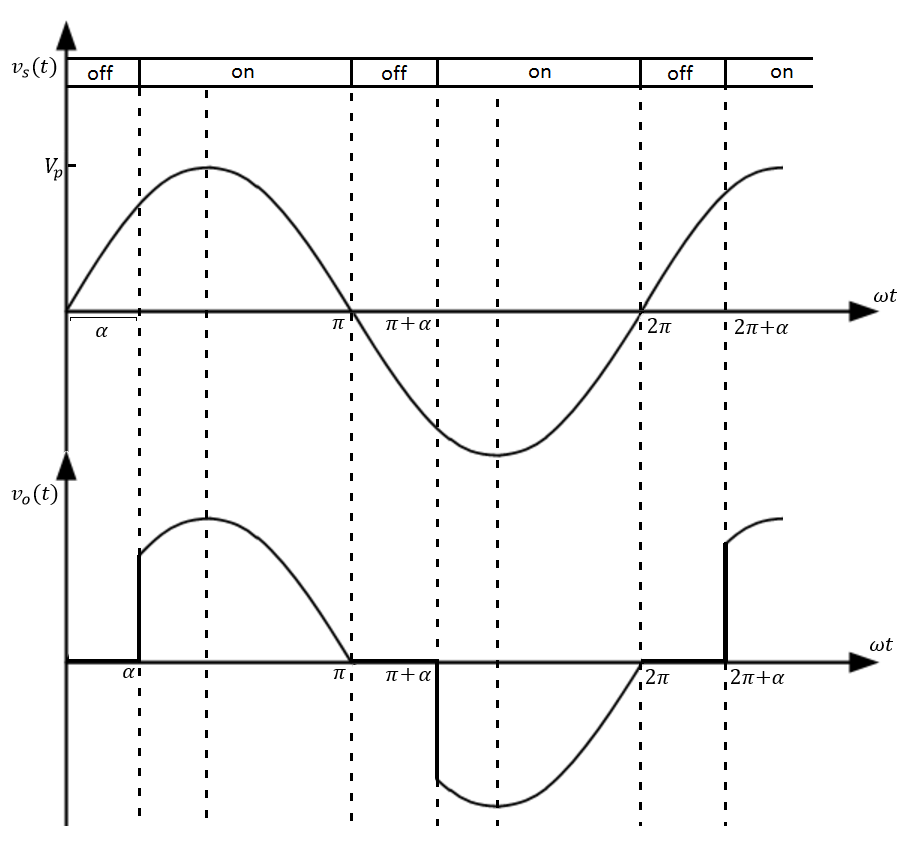 v_s(t) off on off on off on
V_p
ωt
α π π+α 2π 2π+α
v_o(t)
ωt
α π π+α 2π 2π+α